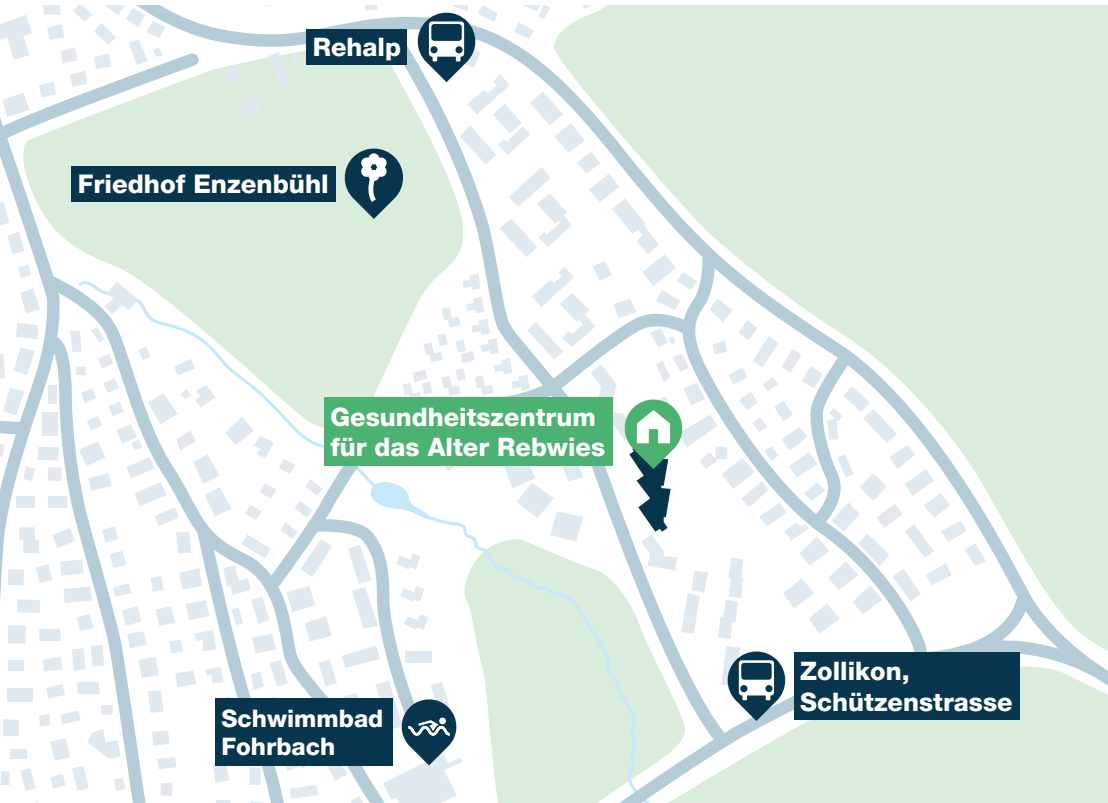 Rehalp
Friedhof Enzenbühl
Gesundheitszentrum
für das Alter Rebwies
Zollikon,
Schützenstrasse
Schwimmbad
Fohrbach